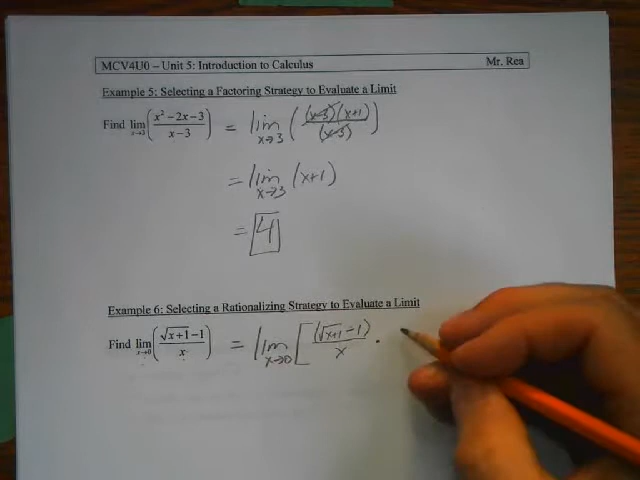 MCV4U0 – Unit 5: Introduction to Calculus Mr. Rea
Example 5: Selecting a Factoring Strategy to Evaluate a Limit
Find lim x→3 ( x² − 2x − 3 / x − 3 ) = lim x→3 ( (x−3)(x+1) / (x−3) )
= lim x→3 (x+1)
= 4
Example 6: Selecting a Rationalizing Strategy to Evaluate a Limit
Find lim x→0 ( √x+1 − 1 / x ) = lim x→0 [ (√x+1 − 1) / x ·